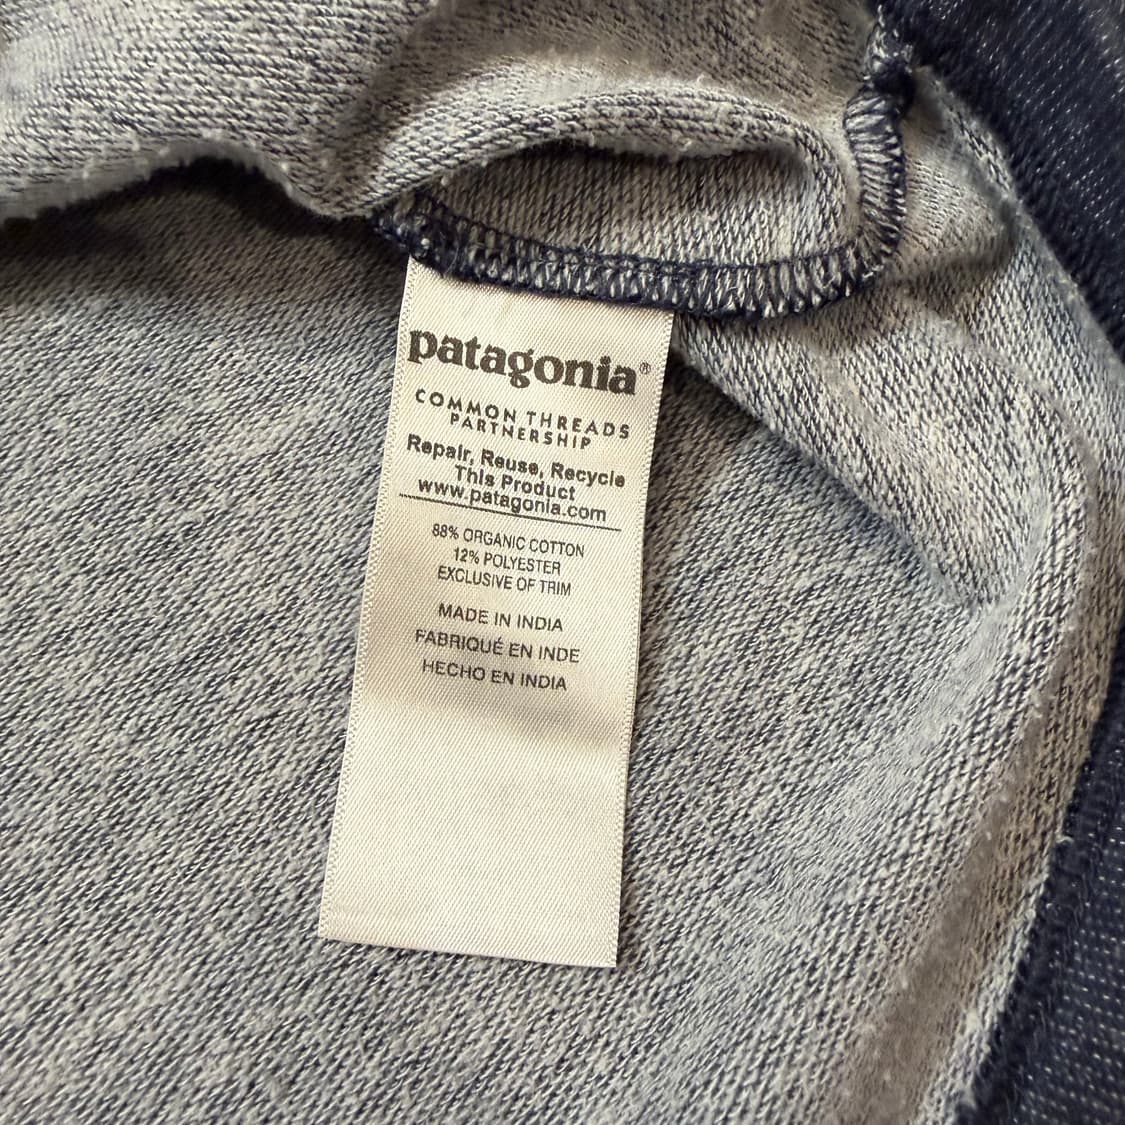 patagonia®
COMMON THREADS
PARTNERSHIP
Repair, Reuse, Recycle
This Product
www.patagonia.com
88% ORGANIC COTTON
12% POLYESTER
EXCLUSIVE OF TRIM
MADE IN INDIA
FABRIQUÉ EN INDE
HECHO EN INDIA